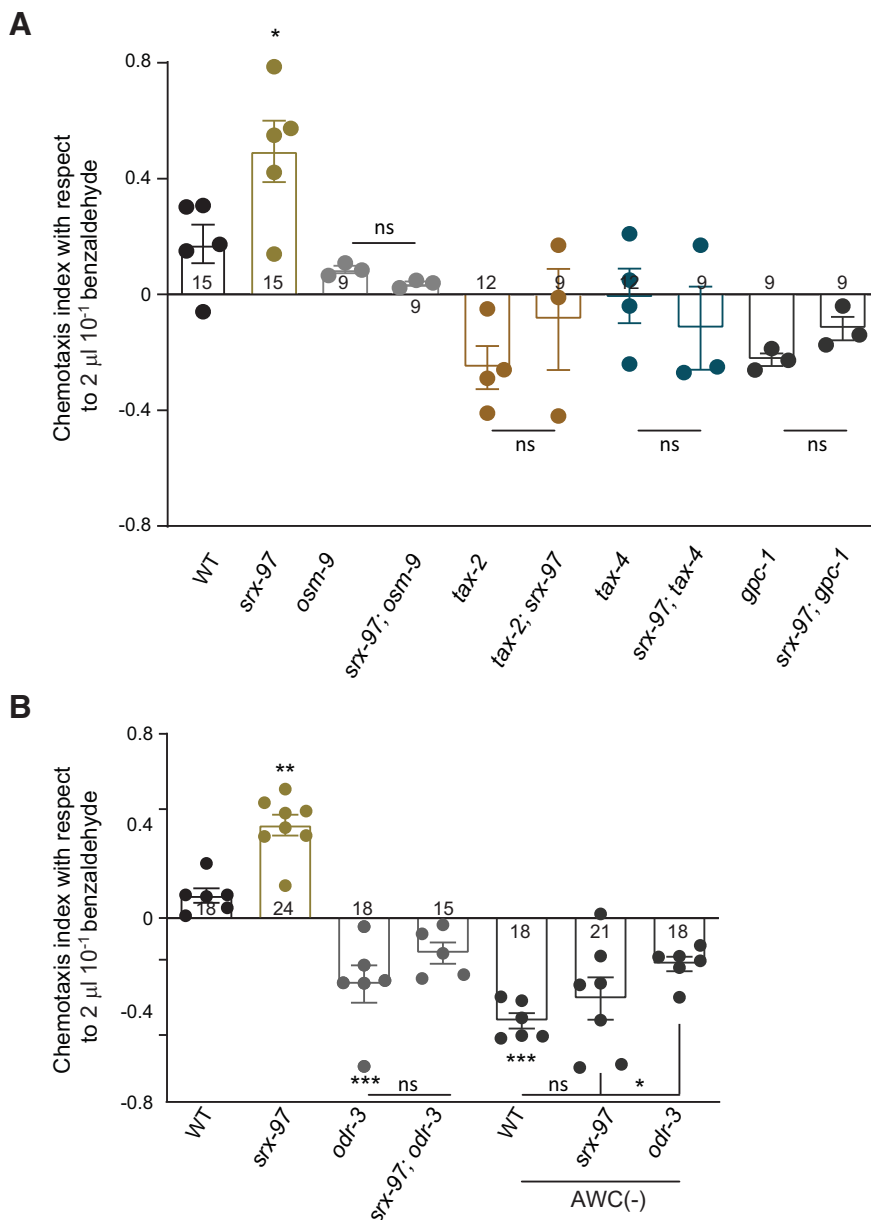 A
Chemotaxis index with respect
to 2 µl 10⁻¹ benzaldehyde
0.8
0.4
0
-0.4
-0.8
*
ns
15
15
9
9
12
9
12
9
9
9
ns
ns
ns
WT
srx-97
osm-9
srx-97; osm-9
tax-2
tax-2; srx-97
tax-4
srx-97; tax-4
gpc-1
srx-97; gpc-1
B
Chemotaxis index with respect
to 2 µl 10⁻¹ benzaldehyde
0.8
0.4
0
-0.4
-0.8
**
18
24
18
15
18
21
18
***
ns
***
ns
*
WT
srx-97
odr-3
srx-97; odr-3
WT
srx-97
odr-3
AWC(-)